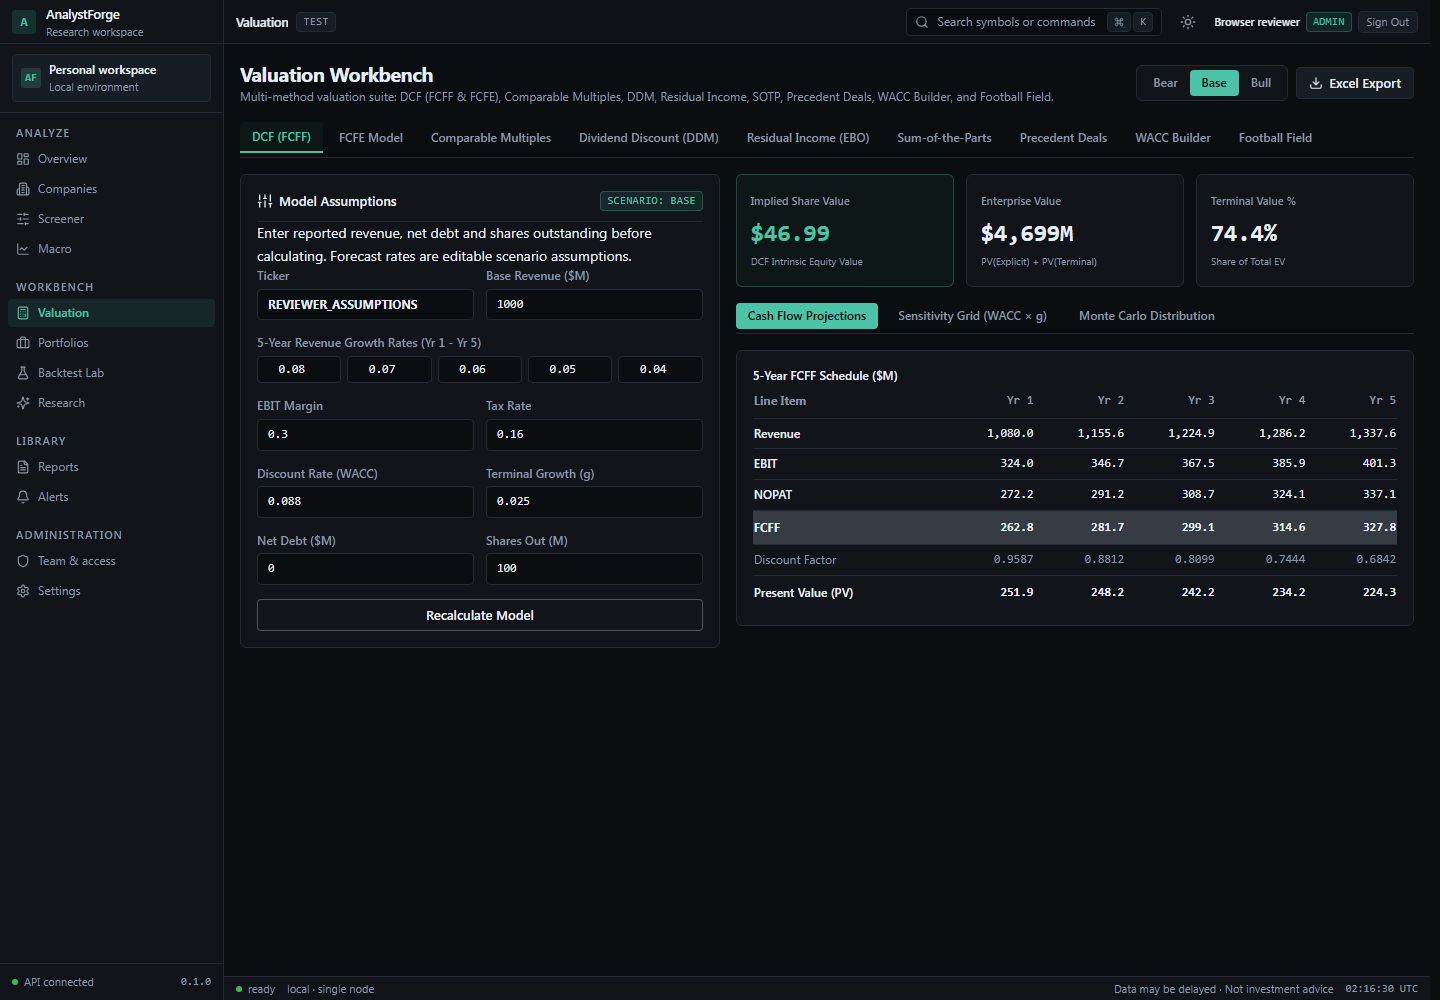 A
AnalystForge
Research workspace
AF
Personal workspace
Local environment
ANALYZE
Overview
Companies
Screener
Macro
WORKBENCH
Valuation
Portfolios
Backtest Lab
Research
LIBRARY
Reports
Alerts
ADMINISTRATION
Team & access
Settings
API connected 0.1.0
Valuation TEST
Search symbols or commands ⌘ K
Browser reviewer ADMIN Sign Out
Valuation Workbench
Multi-method valuation suite: DCF (FCFF & FCFE), Comparable Multiples, DDM, Residual Income, SOTP, Precedent Deals, WACC Builder, and Football Field.
Bear Base Bull Excel Export
DCF (FCFF) FCFE Model Comparable Multiples Dividend Discount (DDM) Residual Income (EBO) Sum-of-the-Parts Precedent Deals WACC Builder Football Field
Model Assumptions SCENARIO: BASE
Enter reported revenue, net debt and shares outstanding before
calculating. Forecast rates are editable scenario assumptions.
Ticker Base Revenue ($M)
REVIEWER_ASSUMPTIONS 1000
5-Year Revenue Growth Rates (Yr 1 - Yr 5)
0.08 0.07 0.06 0.05 0.04
EBIT Margin Tax Rate
0.3 0.16
Discount Rate (WACC) Terminal Growth (g)
0.088 0.025
Net Debt ($M) Shares Out (M)
0 100
Recalculate Model
Implied Share Value
$46.99
DCF Intrinsic Equity Value
Enterprise Value
$4,699M
PV(Explicit) + PV(Terminal)
Terminal Value %
74.4%
Share of Total EV
Cash Flow Projections Sensitivity Grid (WACC × g) Monte Carlo Distribution
5-Year FCFF Schedule ($M)
Line Item Yr 1 Yr 2 Yr 3 Yr 4 Yr 5
Revenue 1,080.0 1,155.6 1,224.9 1,286.2 1,337.6
EBIT 324.0 346.7 367.5 385.9 401.3
NOPAT 272.2 291.2 308.7 324.1 337.1
FCFF 262.8 281.7 299.1 314.6 327.8
Discount Factor 0.9587 0.8812 0.8099 0.7444 0.6842
Present Value (PV) 251.9 248.2 242.2 234.2 224.3
ready local · single node
Data may be delayed · Not investment advice 02:16:30 UTC